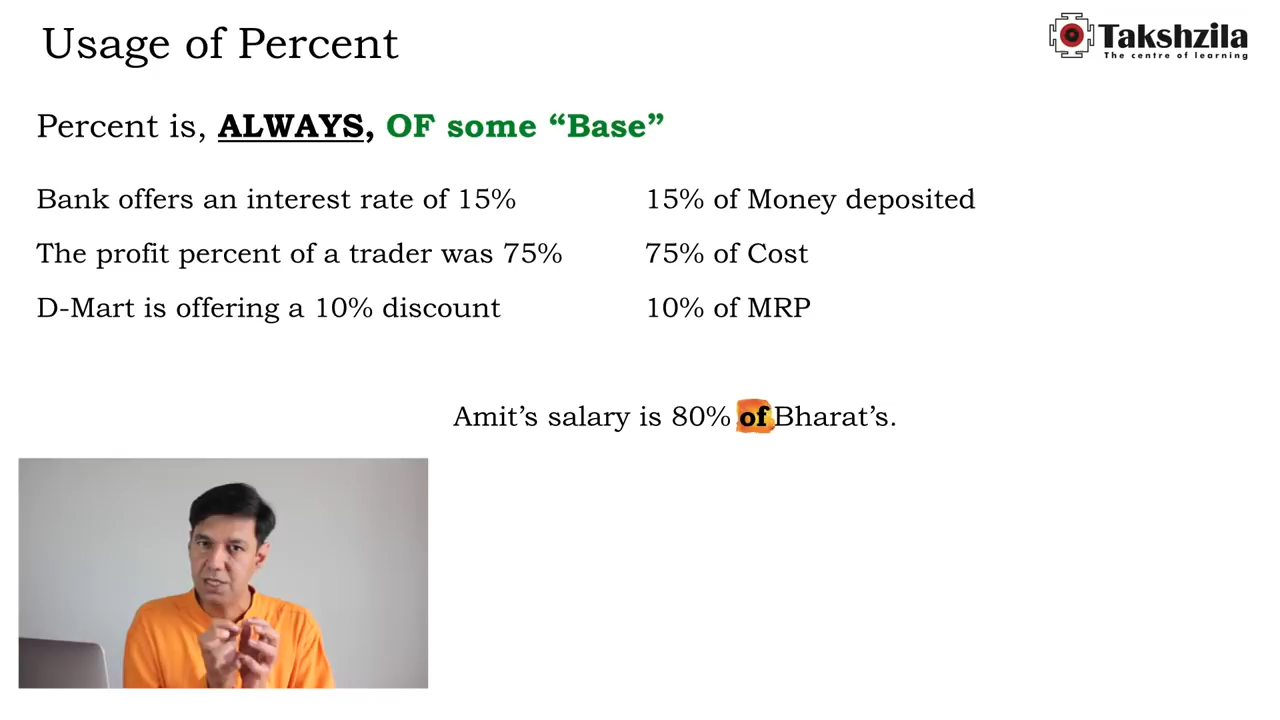 Usage of Percent
Takshzila
The centre of learning
Percent is, ALWAYS, OF some “Base”
Bank offers an interest rate of 15%
15% of Money deposited
The profit percent of a trader was 75%
75% of Cost
D-Mart is offering a 10% discount
10% of MRP
Amit’s salary is 80% of Bharat’s.